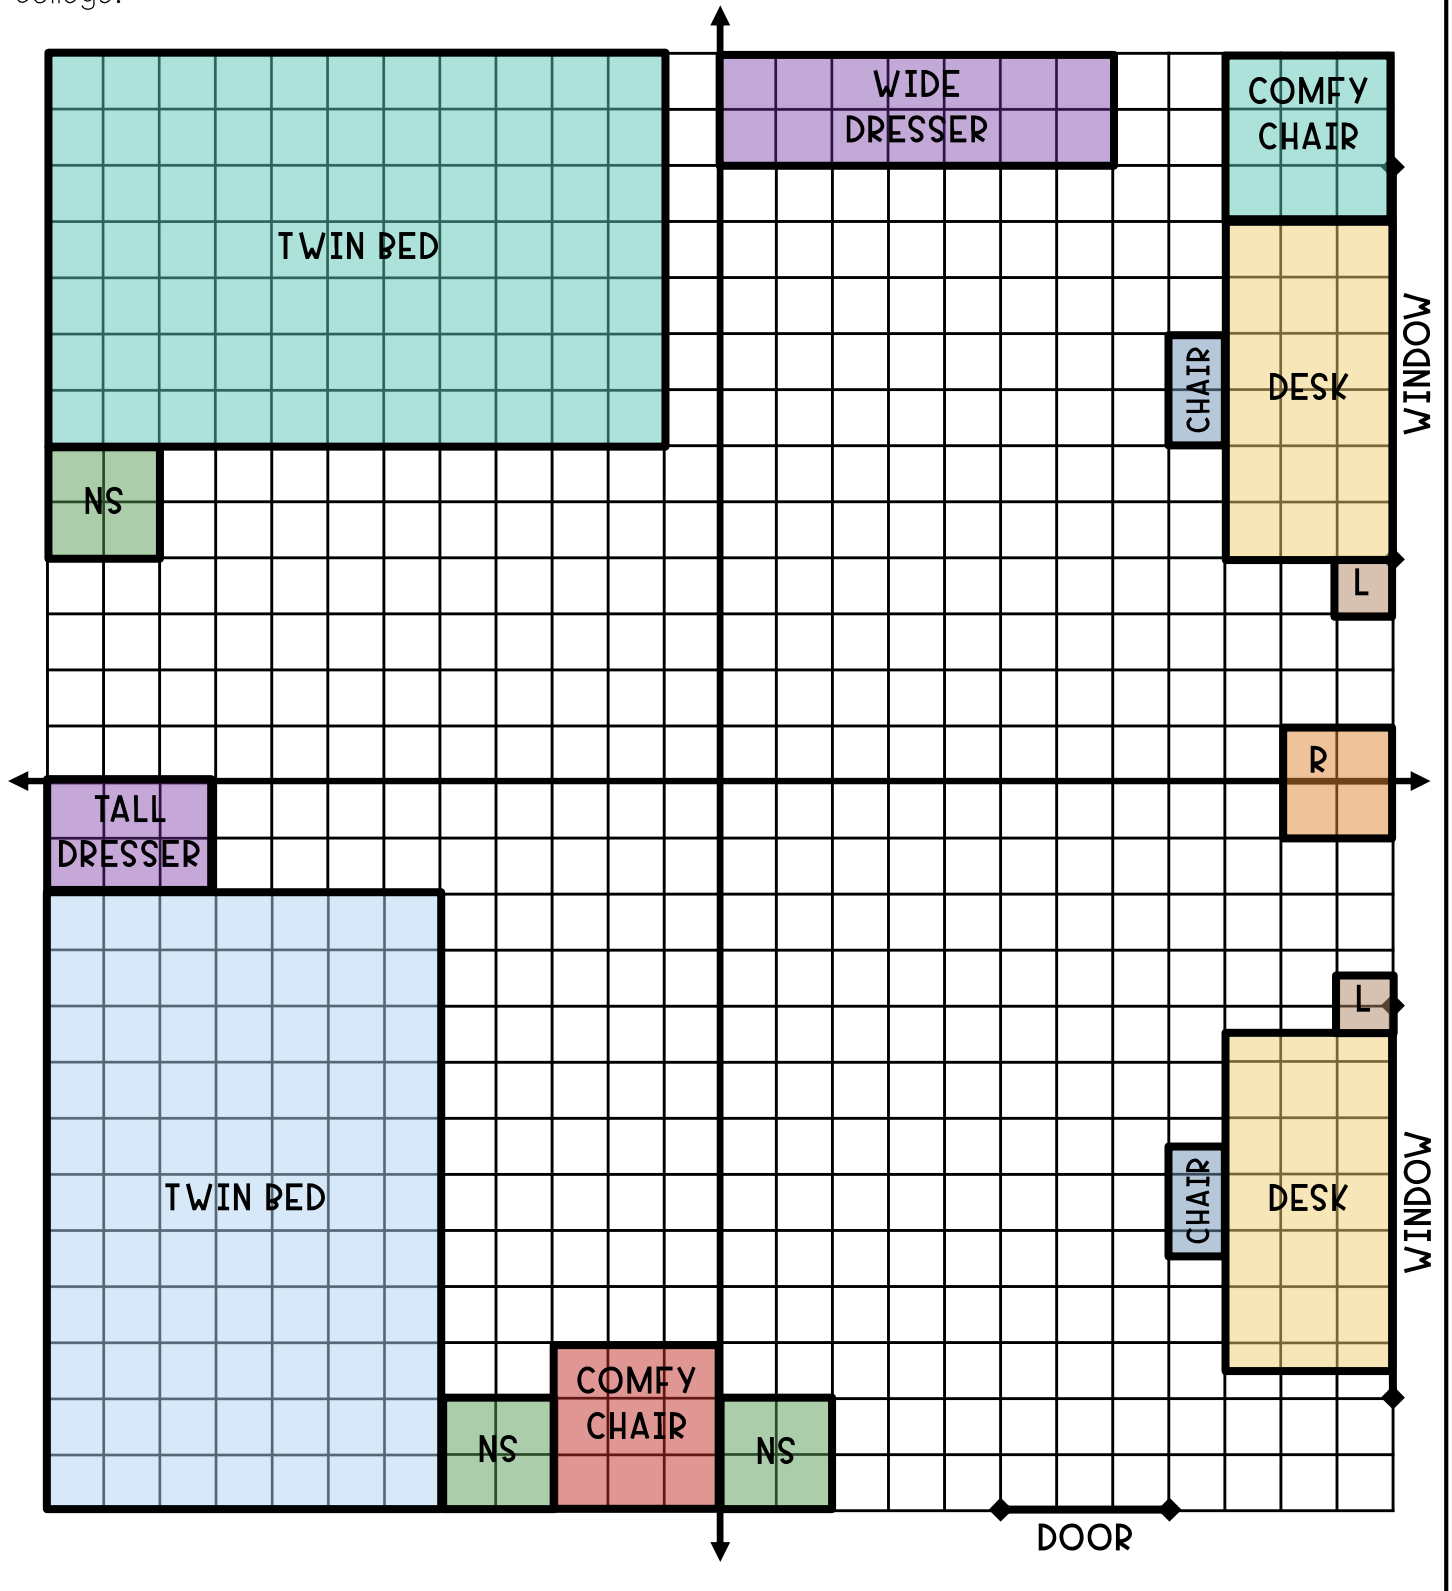 college.
WIDE
DRESSER
COMFY
CHAIR
TWIN BED
WINDOW
CHAIR
DESK
NS
L
R
TALL
DRESSER
L
TWIN BED
CHAIR
DESK
WINDOW
COMFY
CHAIR
NS
NS
DOOR